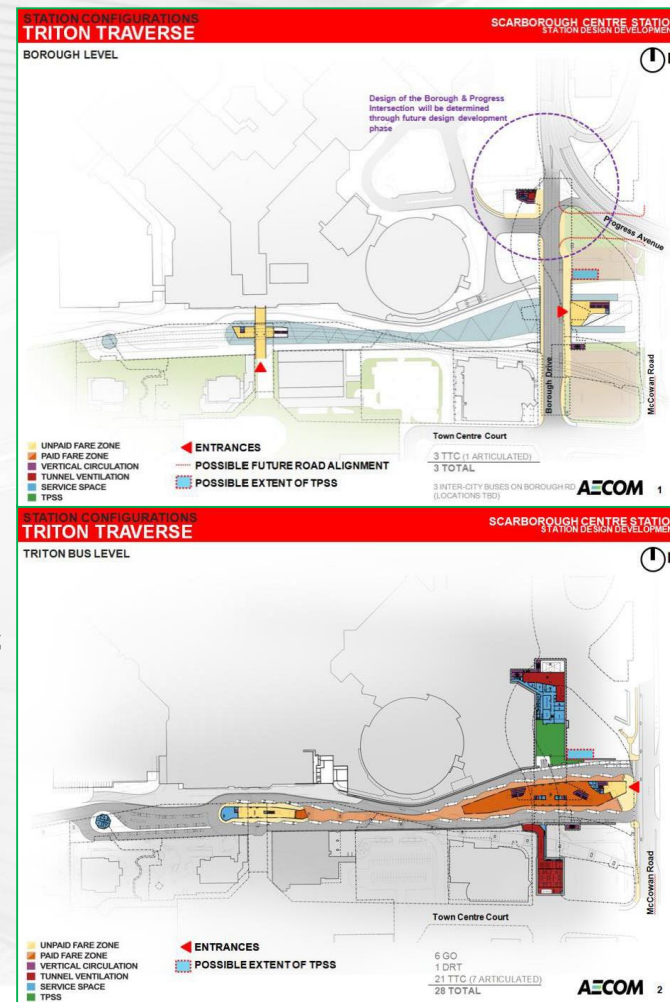 STATION CONFIGURATIONS
TRITON TRAVERSE
SCARBOROUGH CENTRE STATIO
STATION DESIGN DEVELOPMEN
BOROUGH LEVEL
Design of the Borough & Progress
Intersection will be determined
through future design development
phase
Progress Avenue
Borough Drive
McCowan Road
Town Centre Court
UNPAID FARE ZONE
PAID FARE ZONE
VERTICAL CIRCULATION
TUNNEL VENTILATION
SERVICE SPACE
TPSS
ENTRANCES
POSSIBLE FUTURE ROAD ALIGNMENT
POSSIBLE EXTENT OF TPSS
3 TTC (1 ARTICULATED)
3 TOTAL
3 INTER-CITY BUSES ON BOROUGH RD
(LOCATIONS TBD)
AECOM 1
STATION CONFIGURATIONS
TRITON TRAVERSE
SCARBOROUGH CENTRE STATIO
STATION DESIGN DEVELOPMEN
TRITON BUS LEVEL
McCowan Road
Town Centre Court
UNPAID FARE ZONE
PAID FARE ZONE
VERTICAL CIRCULATION
TUNNEL VENTILATION
SERVICE SPACE
TPSS
ENTRANCES
POSSIBLE EXTENT OF TPSS
6 GO
1 DRT
21 TTC (7 ARTICULATED)
28 TOTAL
AECOM 2